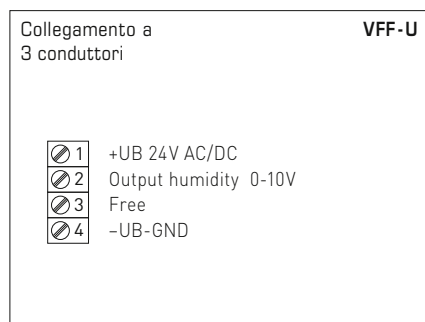 Collegamento a VFF-U
3 conduttori
1 +UB 24V AC/DC
2 Output humidity 0-10V
3 Free
4 –UB-GND